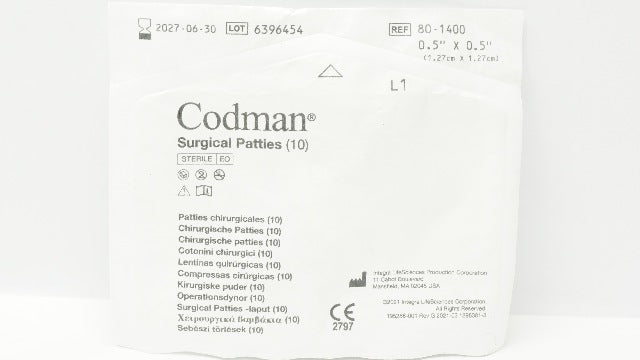 2027-06-30 LOT 6396454 REF 80-1400
0.5" X 0.5"
(1.27cm X 1.27cm)
L1
Codman®
Surgical Patties (10)
STERILE EO
Patties chirurgicales (10)
Chirurgische Patties (10)
Chirurgische patties (10)
Cotonini chirurgici (10)
Lentinas quirúrgicas (10)
Compressas cirúrgicas (10)
Kirurgiske puder (10)
Operationsdynor (10)
Surgical Patties -laput (10)
Χειρουργικά βαμβάκια (10)
Sebészi törlések (10)
Integra LifeSciences Production Corporation
11 Cabot Boulevard
Mansfield, MA 02048 USA
CE
2797
Integra LifeSciences Corporation.
All Rights Reserved.